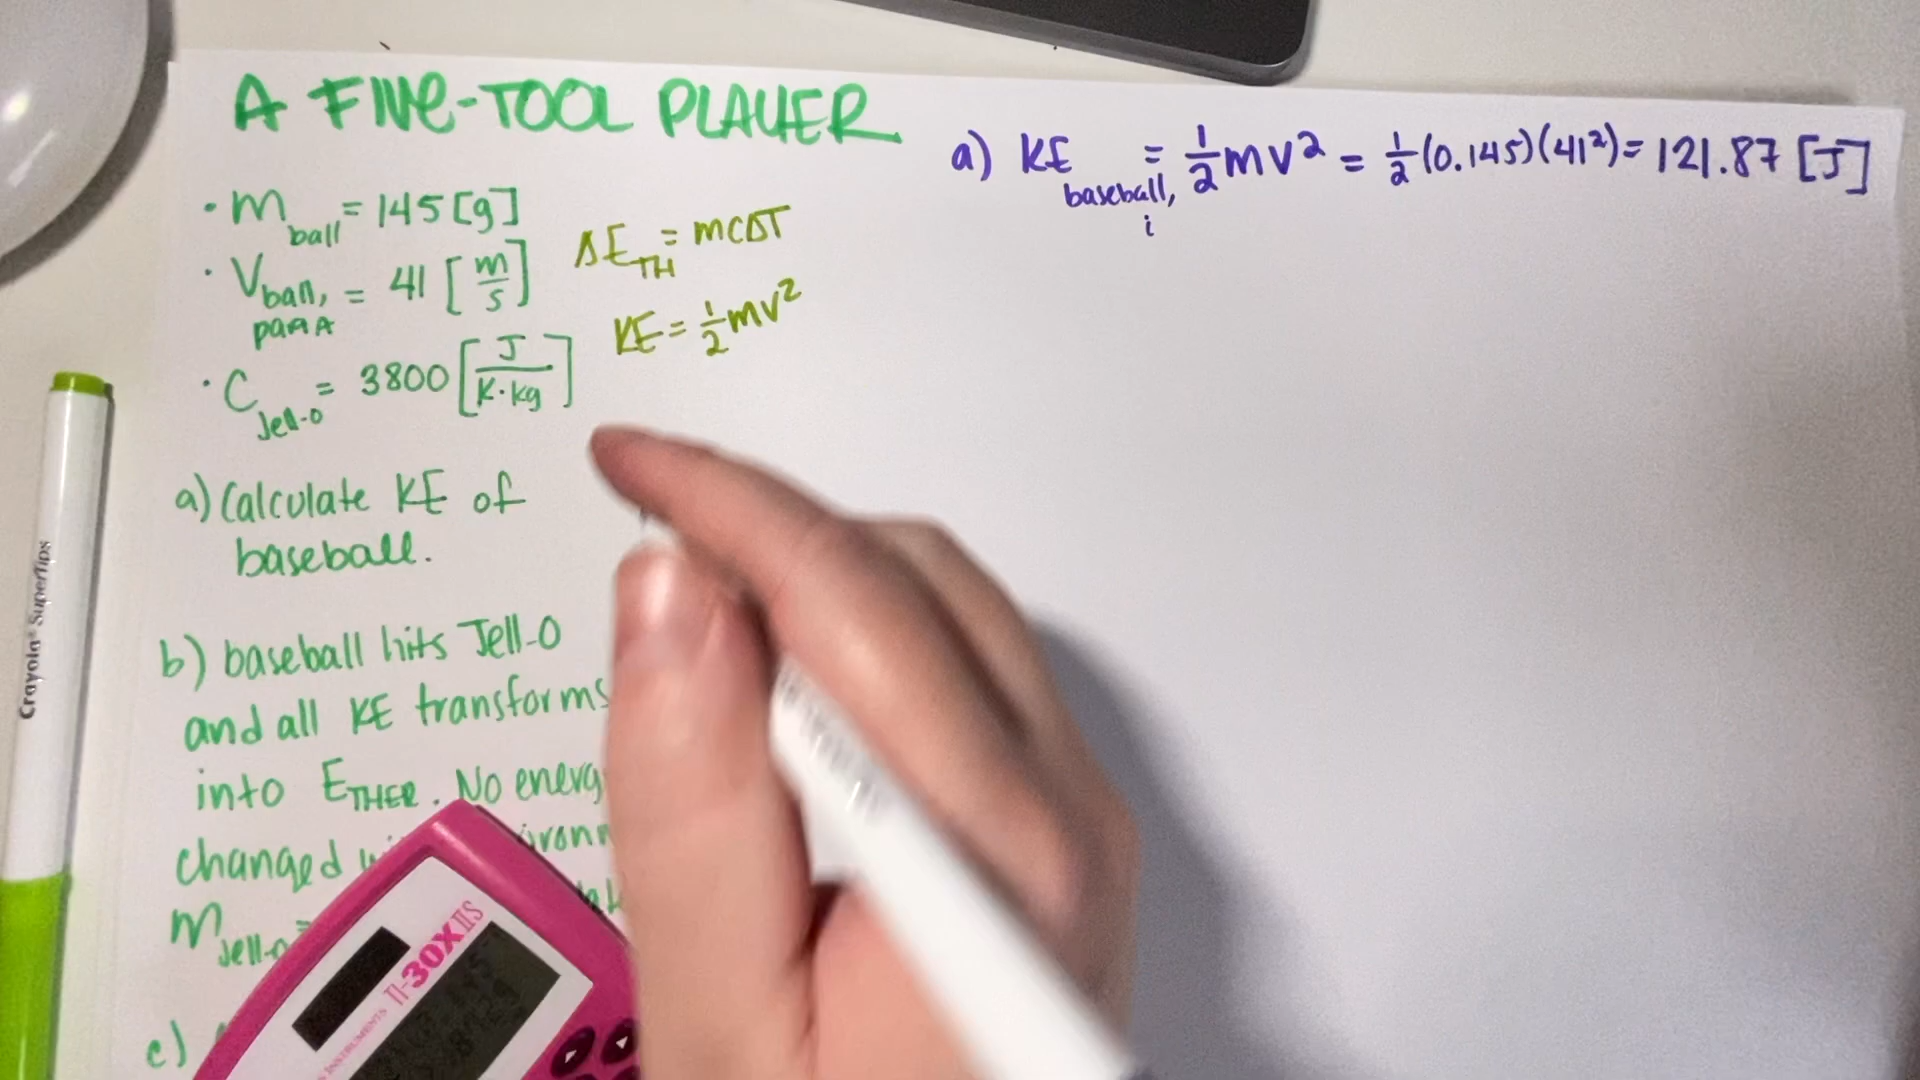 A FIVE-TOOL PLAYER
• m ball = 145 [g]
• V ball, part A = 41 [m/s]
• C Jell-O = 3800 [J/K·kg]
ΔE TH = mcΔT
KE = 1/2 mv²
a) Calculate KE of
baseball.
b) baseball hits Jell-O
and all KE transforms
into E THER. No energ
changed
m Jell-O =
c)
a) KE baseball, i = 1/2 mv² = 1/2 (0.145)(41²) = 121.87 [J]
Crayola® SuperTips
TI-30X IIS
INSTRUMENTS